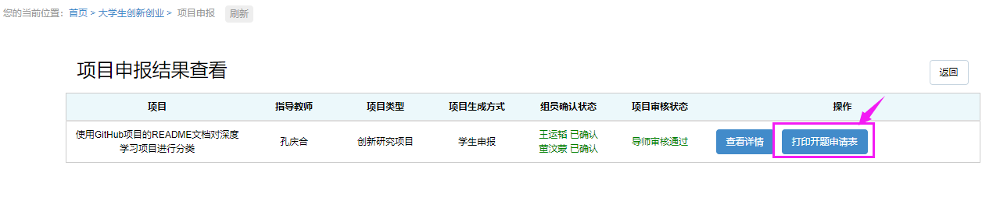 您的当前位置：首页 > 大学生创新创业 > 项目申报 刷新
项目申报结果查看
返回
项目 指导教师 项目类型 项目生成方式 组员确认状态 项目审核状态 操作
使用GitHub项目的README文档对深度
学习项目进行分类
孔庆合 创新研究项目 学生申报
王运韬 已确认
董汶蒙 已确认
导师审核通过 查看详情 打印开题申请表